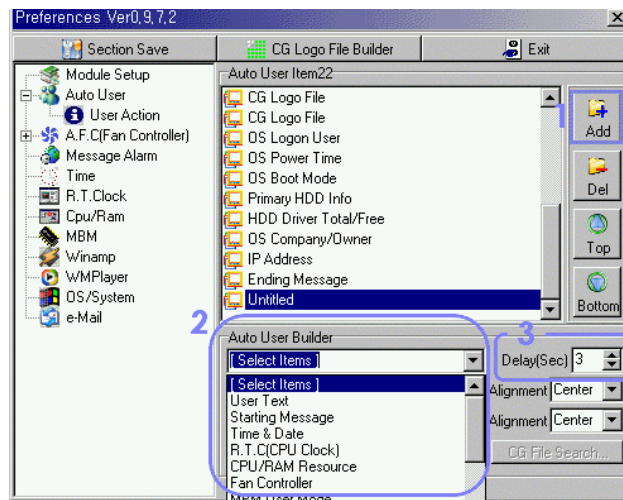 Preferences Ver0,9,7,2
Section Save
CG Logo File Builder
Exit
Module Setup
Auto User
User Action
A.F.C(Fan Controller)
Message Alarm
Time
R.T.Clock
Cpu/Ram
MBM
Winamp
WMPlayer
OS/System
e-Mail
Auto User Item22
CG Logo File
CG Logo File
OS Logon User
OS Power Time
OS Boot Mode
Primary HDD Info
HDD Driver Total/Free
OS Company/Owner
IP Address
Ending Message
Untitled
1
Add
Del
Top
Bottom
2
Auto User Builder
[ Select Items ]
[ Select Items ]
User Text
Starting Message
Time & Date
R.T.C(CPU Clock)
CPU/RAM Resource
Fan Controller
MBM User Mode
3
Delay(Sec) 3
Alignment Center
Alignment Center
CG File Search...